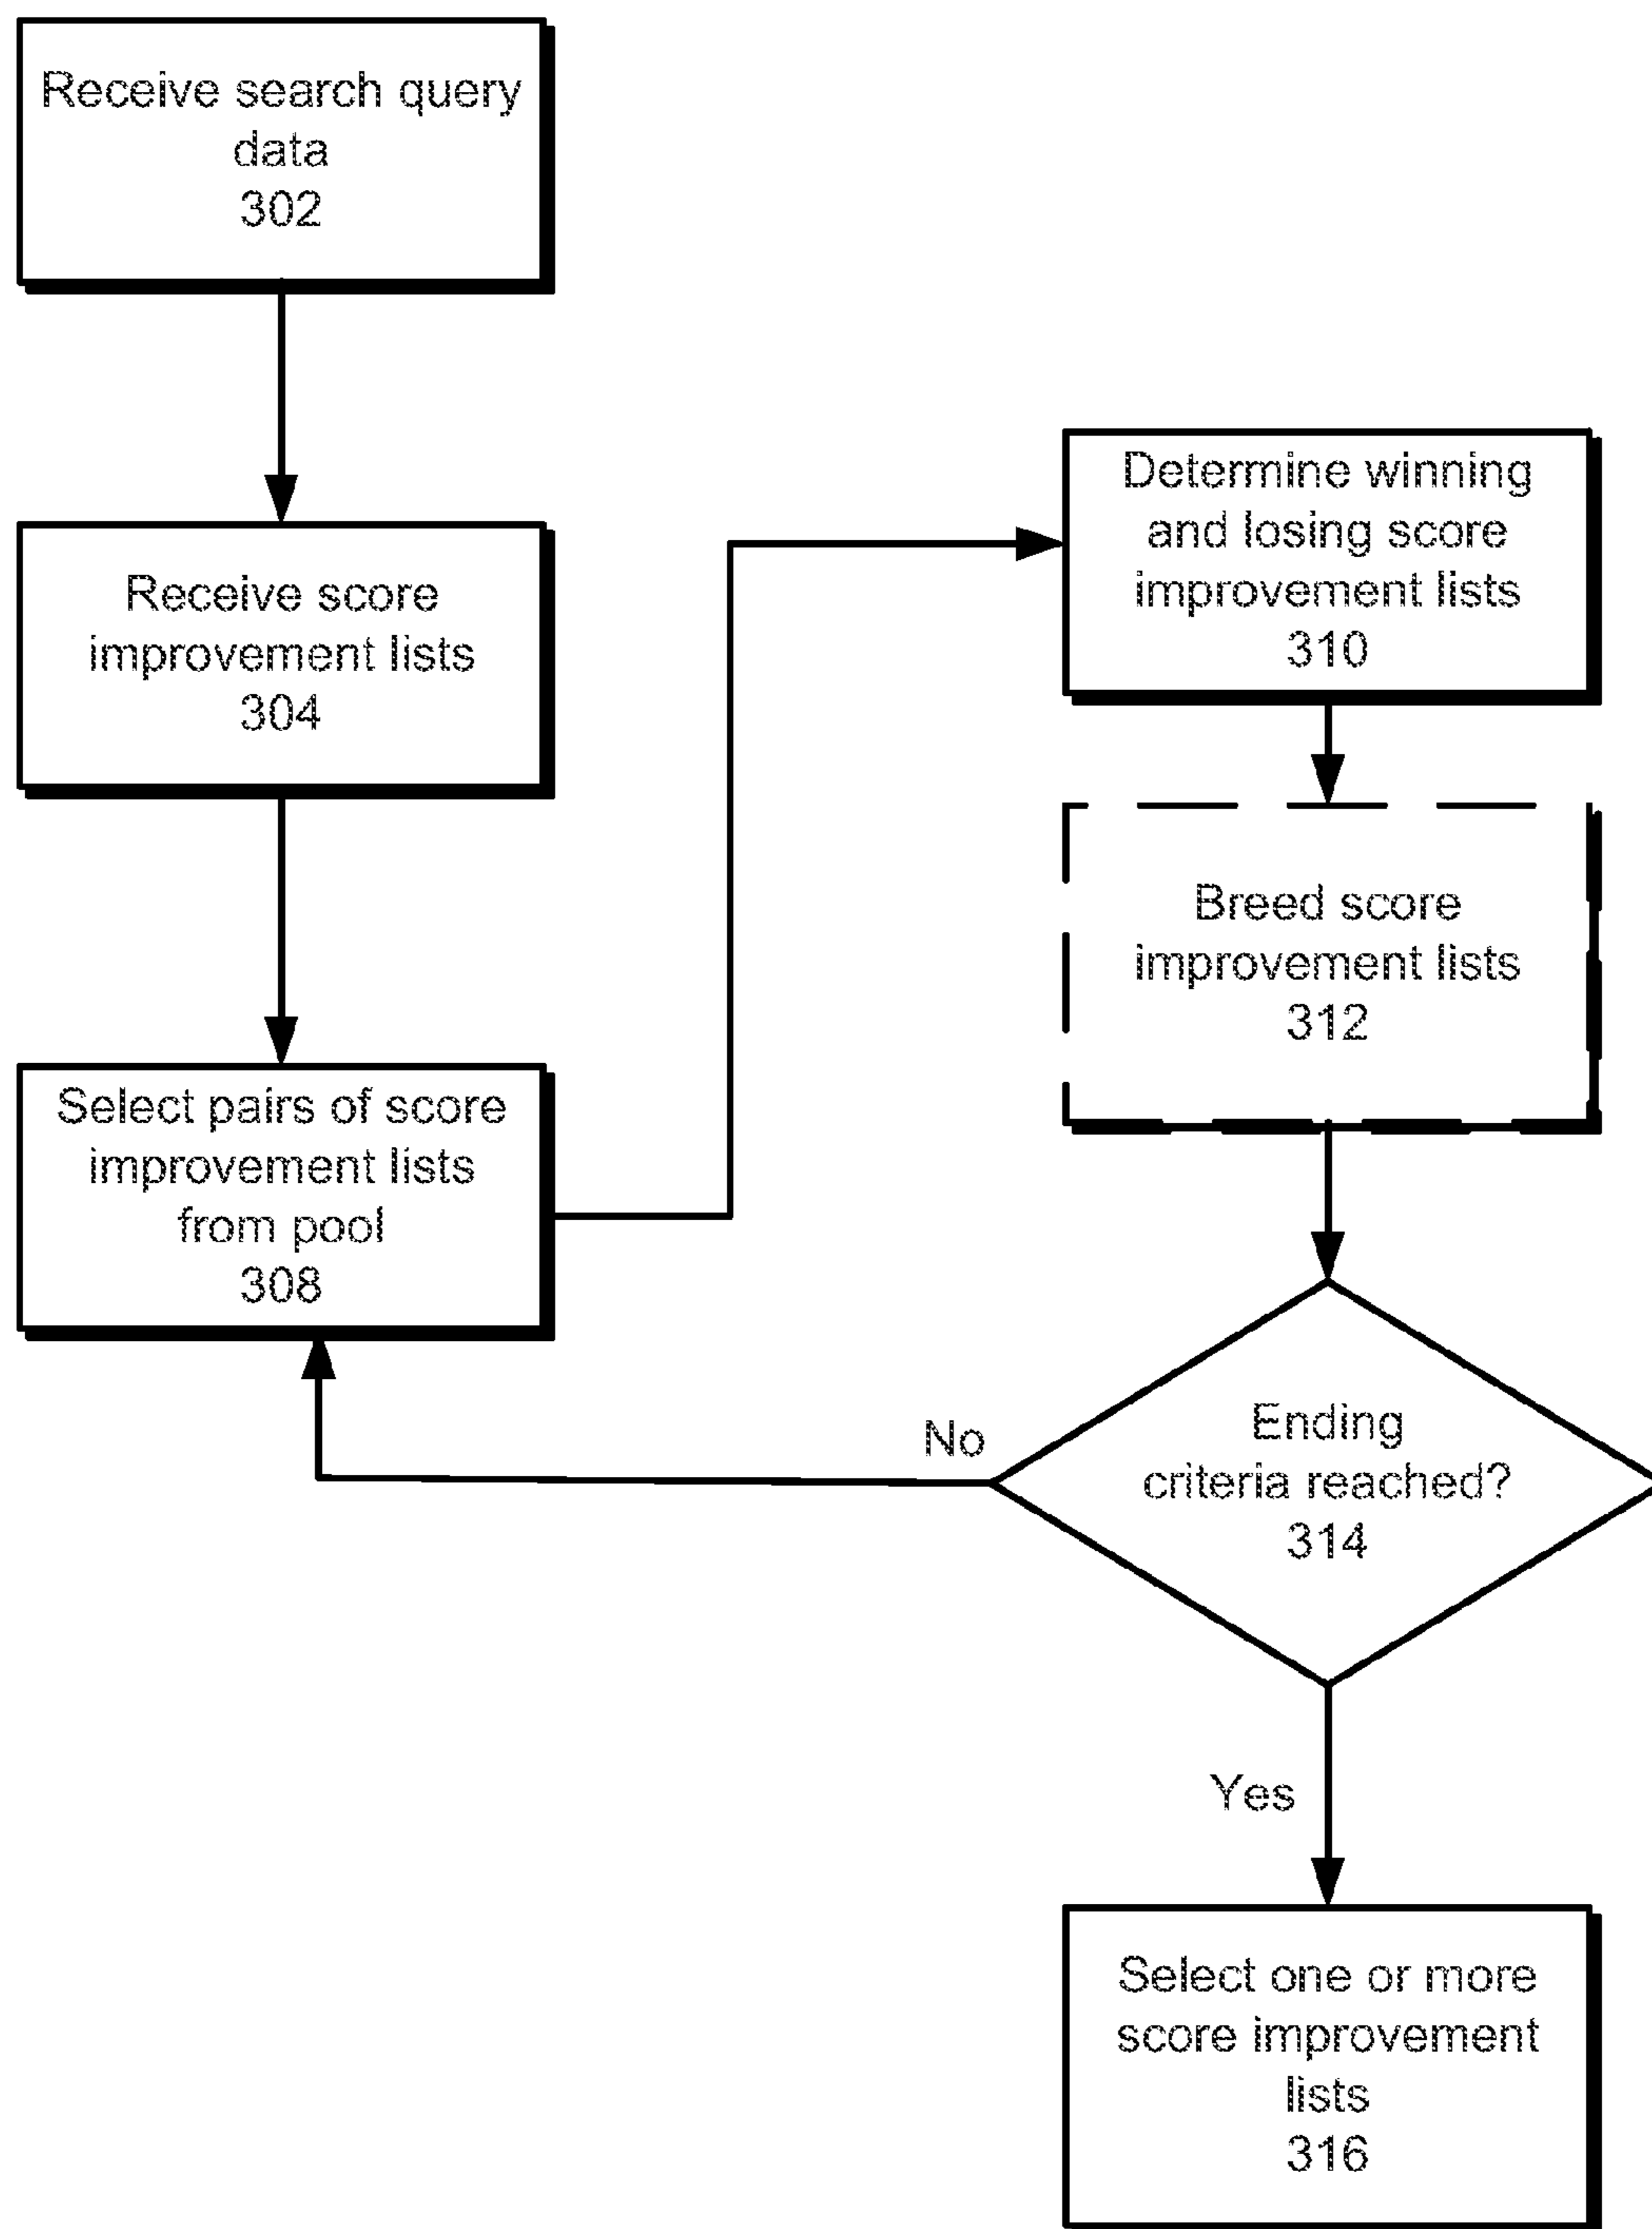 Receive search query
data
302
Receive score
improvement lists
304
Select pairs of score
improvement lists
from pool
308
Determine winning
and losing score
improvement lists
310
Breed score
improvement lists
312
Ending
criteria reached?
314
No
Yes
Select one or more
score improvement
lists
316